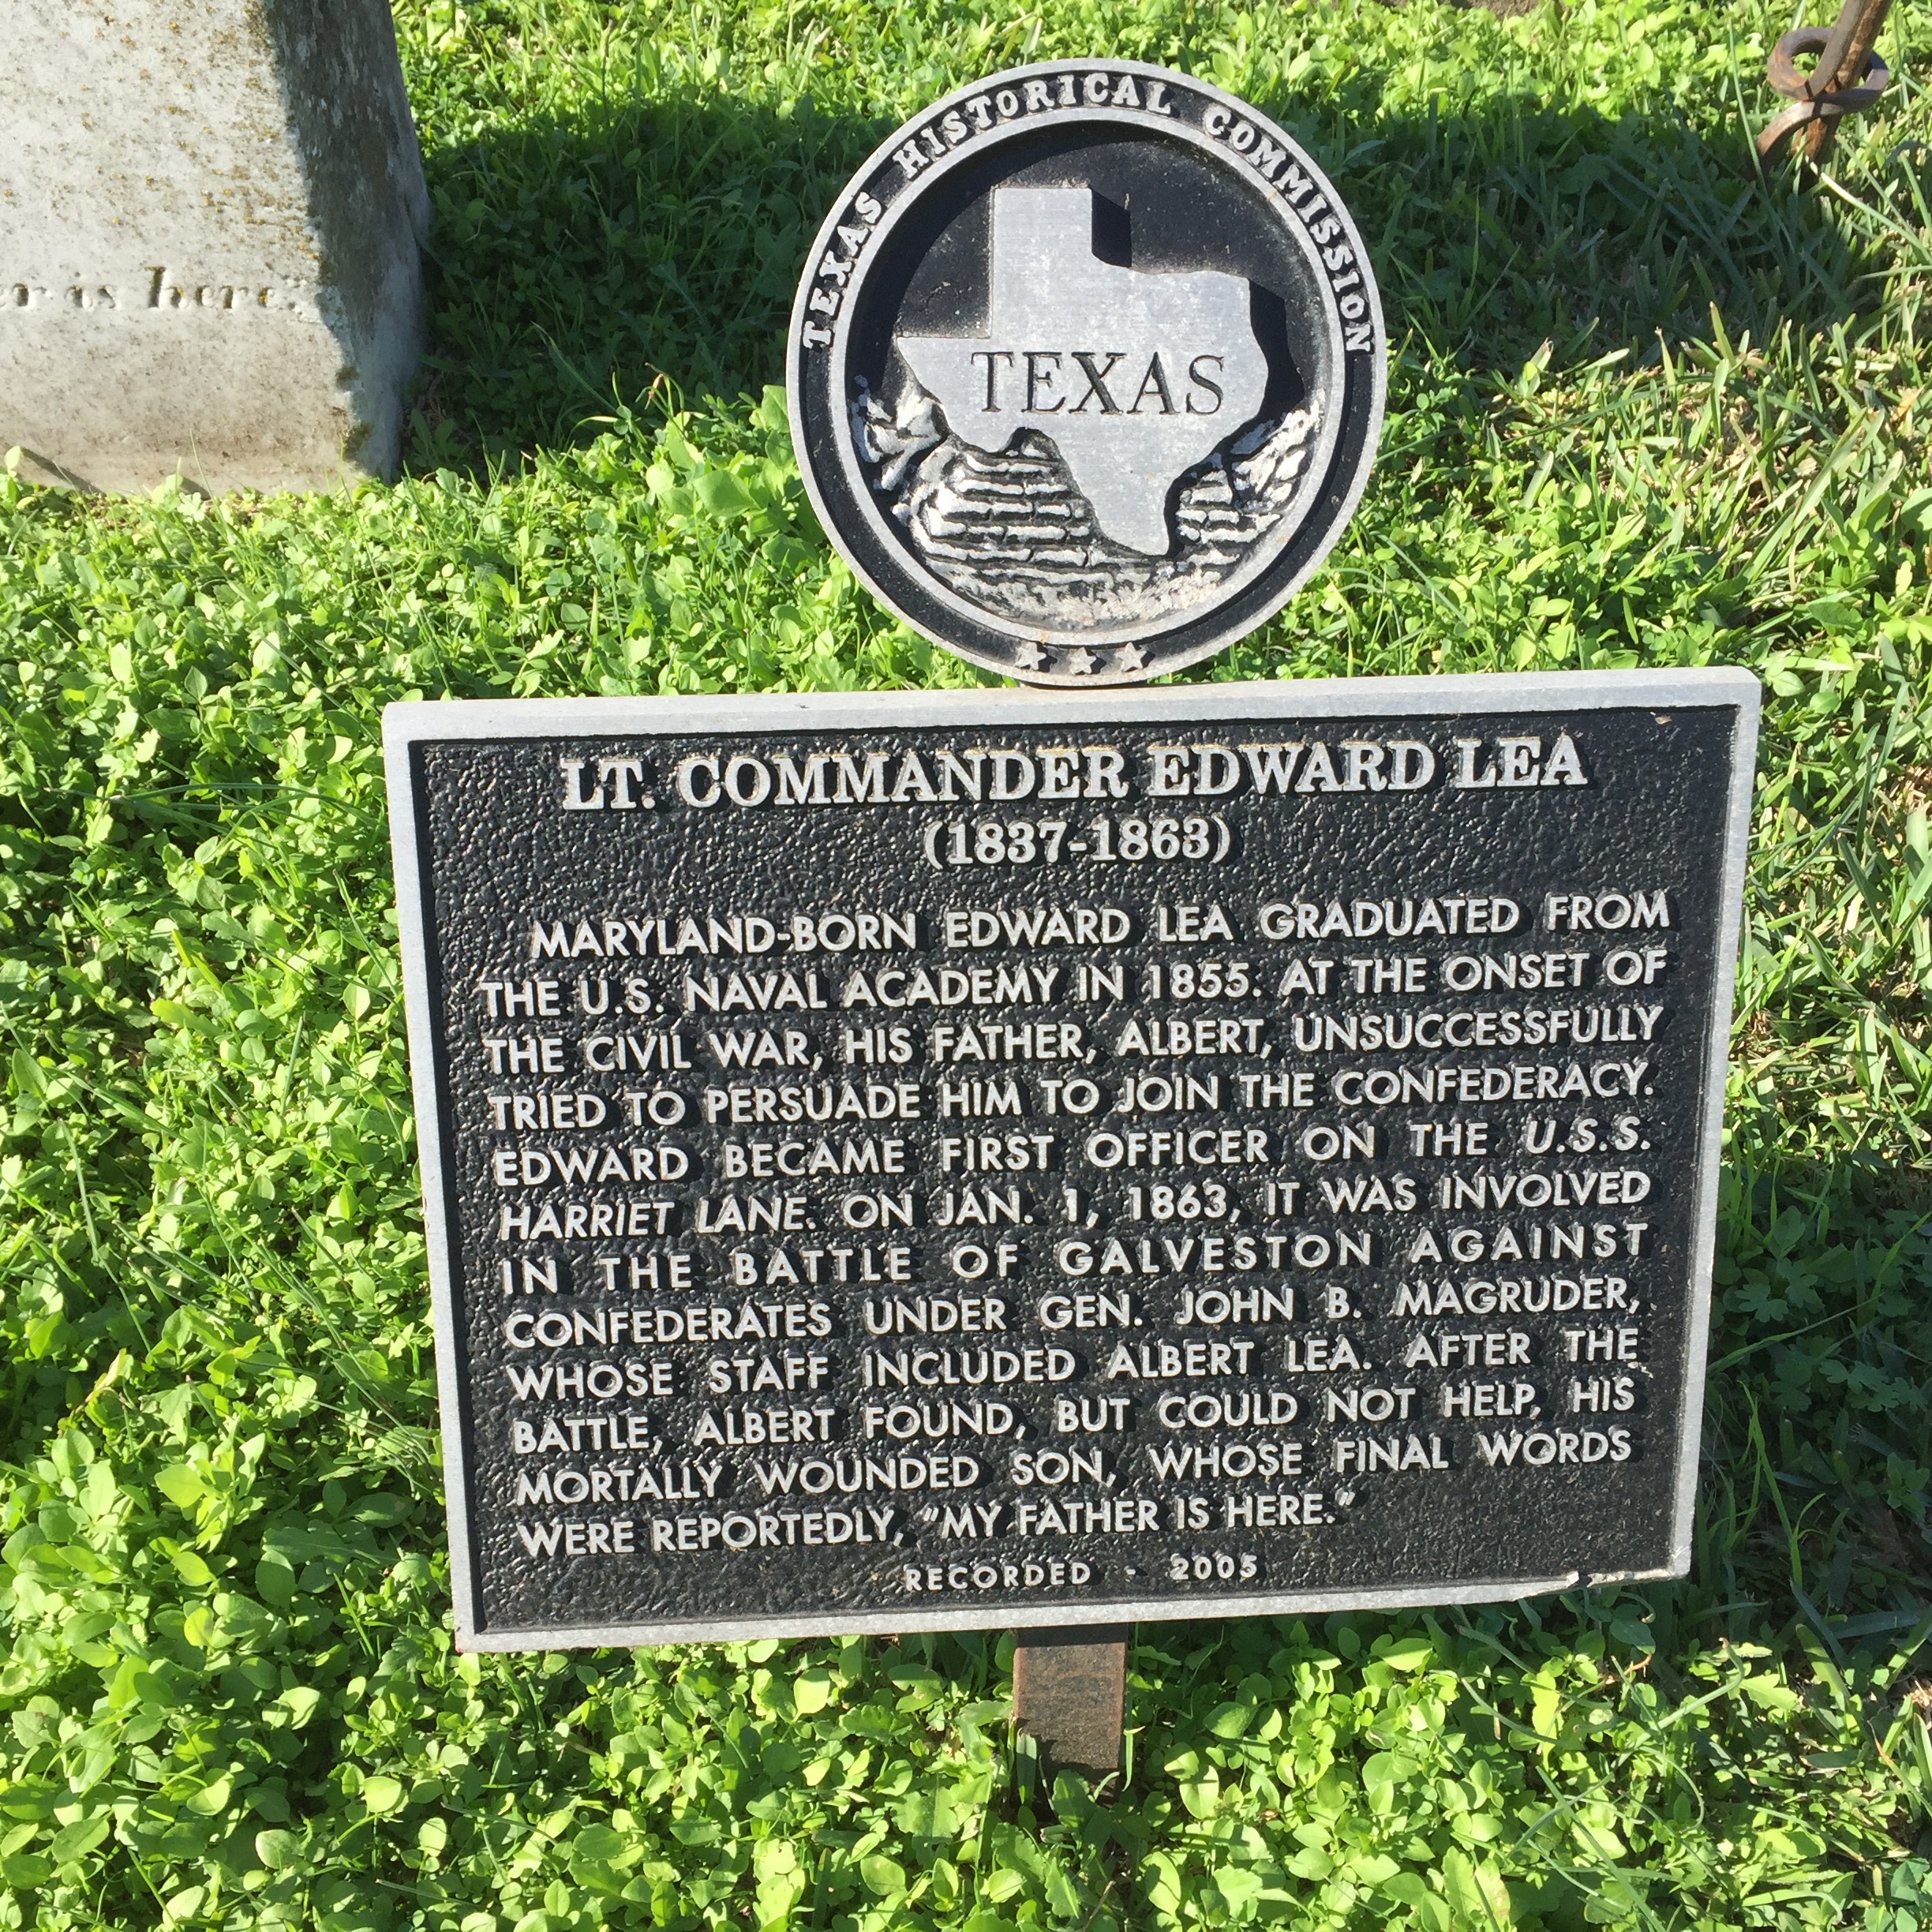 er is here."
TEXAS HISTORICAL COMMISSION
TEXAS
LT. COMMANDER EDWARD LEA
(1837-1863)
MARYLAND-BORN EDWARD LEA GRADUATED FROM
THE U.S. NAVAL ACADEMY IN 1855. AT THE ONSET OF
THE CIVIL WAR, HIS FATHER, ALBERT, UNSUCCESSFULLY
TRIED TO PERSUADE HIM TO JOIN THE CONFEDERACY.
EDWARD BECAME FIRST OFFICER ON THE U.S.S.
HARRIET LANE. ON JAN. 1, 1863, IT WAS INVOLVED
IN THE BATTLE OF GALVESTON AGAINST
CONFEDERATES UNDER GEN. JOHN B. MAGRUDER,
WHOSE STAFF INCLUDED ALBERT LEA. AFTER THE
BATTLE, ALBERT FOUND, BUT COULD NOT HELP, HIS
MORTALLY WOUNDED SON, WHOSE FINAL WORDS
WERE REPORTEDLY, "MY FATHER IS HERE."
RECORDED - 2005